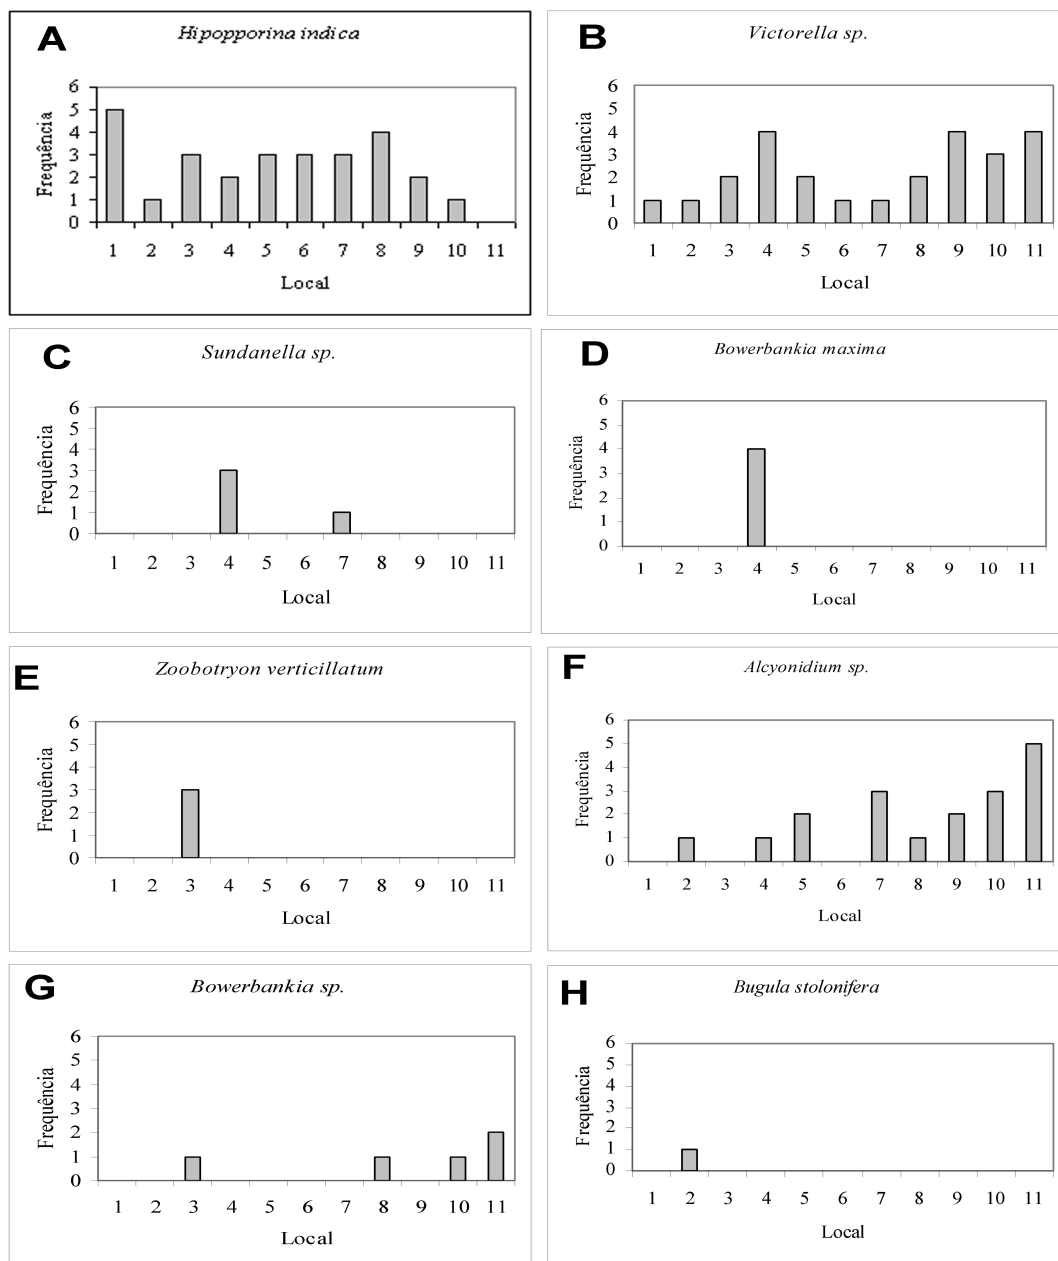 A
Hipopporina indica
6
5
4
3
2
1
0
Frequência
1 2 3 4 5 6 7 8 9 10 11
Local
B
Victorella sp.
6
5
4
3
2
1
0
Frequência
1 2 3 4 5 6 7 8 9 10 11
Local
C
Sundanella sp.
6
5
4
3
2
1
0
Frequência
1 2 3 4 5 6 7 8 9 10 11
Local
D
Bowerbankia maxima
6
5
4
3
2
1
0
Frequência
1 2 3 4 5 6 7 8 9 10 11
Local
E
Zoobotryon verticillatum
6
5
4
3
2
1
0
Frequência
1 2 3 4 5 6 7 8 9 10 11
Local
F
Alcyonidium sp.
6
5
4
3
2
1
0
Frequência
1 2 3 4 5 6 7 8 9 10 11
Local
G
Bowerbankia sp.
6
5
4
3
2
1
0
Frequência
1 2 3 4 5 6 7 8 9 10 11
Local
H
Bugula stolonifera
6
5
4
3
2
1
0
Frequência
1 2 3 4 5 6 7 8 9 10 11
Local